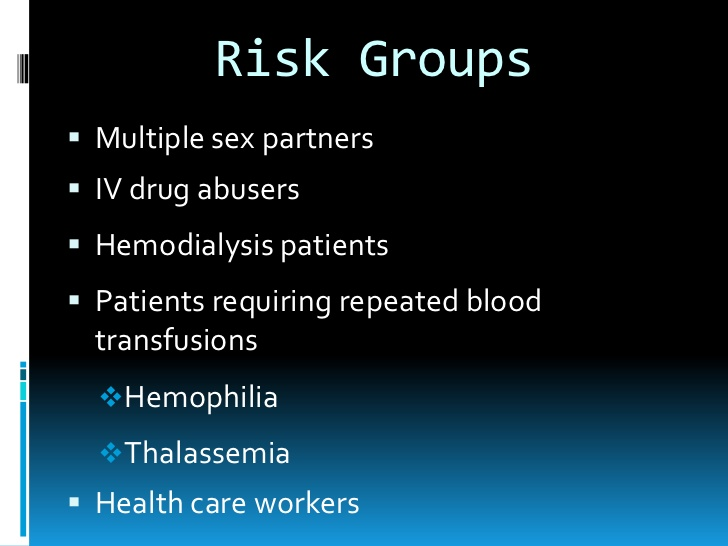 Risk Groups
Multiple sex partners
IV drug abusers
Hemodialysis patients
Patients requiring repeated blood
transfusions
Hemophilia
Thalassemia
Health care workers